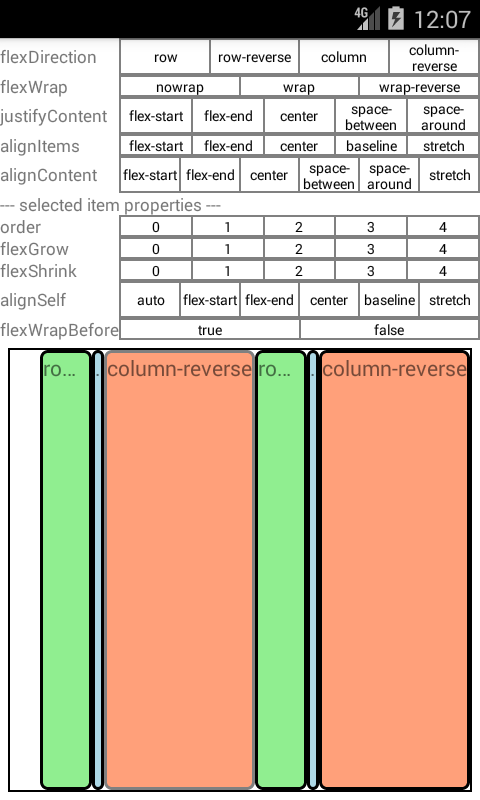 4G 12:07
flexDirection row row-reverse column column-reverse
flexWrap nowrap wrap wrap-reverse
justifyContent flex-start flex-end center space-between space-around
alignItems flex-start flex-end center baseline stretch
alignContent flex-start flex-end center space-between space-around stretch
--- selected item properties ---
order 0 1 2 3 4
flexGrow 0 1 2 3 4
flexShrink 0 1 2 3 4
alignSelf auto flex-start flex-end center baseline stretch
flexWrapBefore true false
ro... . column-reverse ro... . column-reverse